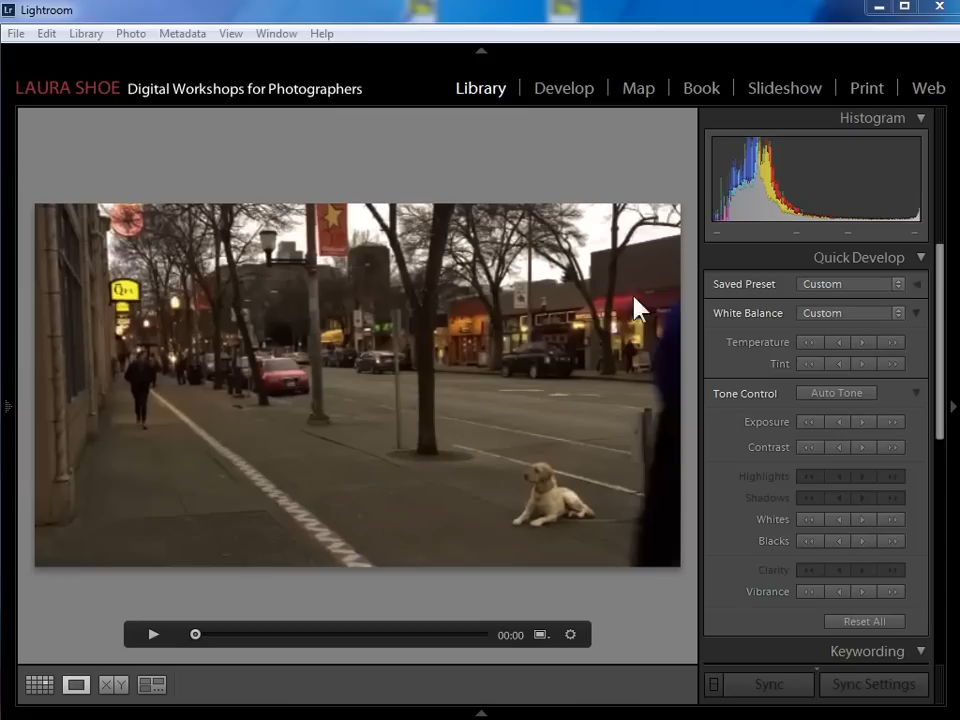 Lightroom
File Edit Library Photo Metadata View Window Help
LAURA SHOE Digital Workshops for Photographers
Library Develop Map Book Slideshow Print Web
Histogram
Quick Develop
Saved Preset Custom
White Balance Custom
Temperature
Tint
Tone Control Auto Tone
Exposure
Contrast
Highlights
Shadows
Whites
Blacks
Clarity
Vibrance
Reset All
Keywording
00:00
XY
Sync Sync Settings